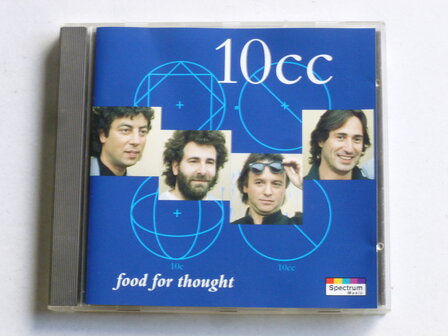 10cc
10c
10cc
food for thought
Spectrum
Music